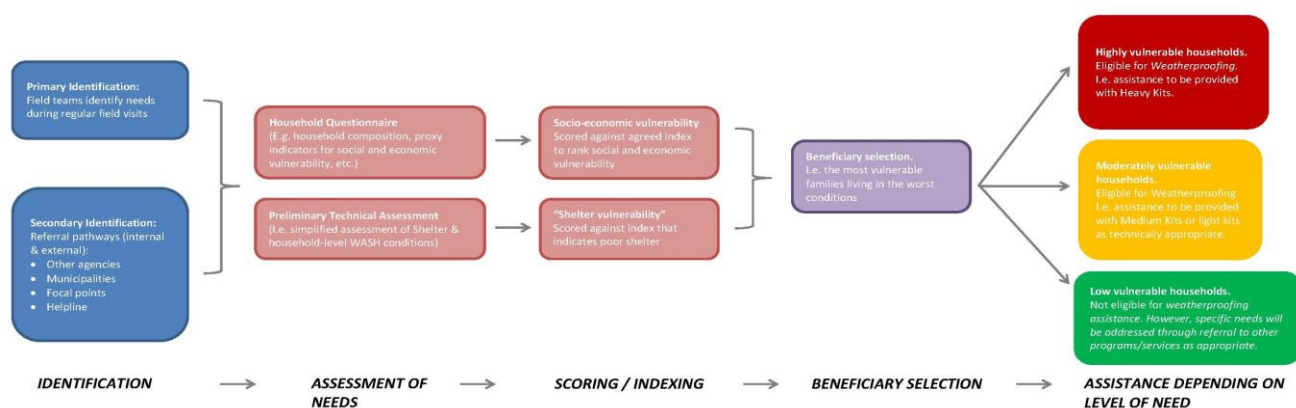 Primary Identification:
Field teams identify needs
during regular field visits
Secondary Identification:
Referral pathways (internal
& external):
• Other agencies
• Municipalities
• Focal points
• Helpline
Household Questionnaire
(E.g. household composition, proxy
indicators for social and economic
vulnerability, etc.)
Preliminary Technical Assessment
(I.e. simplified assessment of Shelter &
household-level WASH conditions)
Socio-economic vulnerability
Scored against agreed index
to rank social and economic
vulnerability
“Shelter vulnerability”
Scored against index that
indicates poor shelter
Beneficiary selection.
I.e. the most vulnerable
families living in the worst
conditions
Highly vulnerable households.
Eligible for Weatherproofing.
I.e. assistance to be provided
with Heavy Kits.
Moderately vulnerable
households.
Eligible for Weatherproofing
I.e. assistance to be provided
with Medium Kits or light kits
as technically appropriate.
Low vulnerable households.
Not eligible for weatherproofing
assistance. However, specific needs will
be addressed through referral to other
programs/services as appropriate.
IDENTIFICATION
ASSESSMENT OF
NEEDS
SCORING / INDEXING
BENEFICIARY SELECTION
ASSISTANCE DEPENDING ON
LEVEL OF NEED